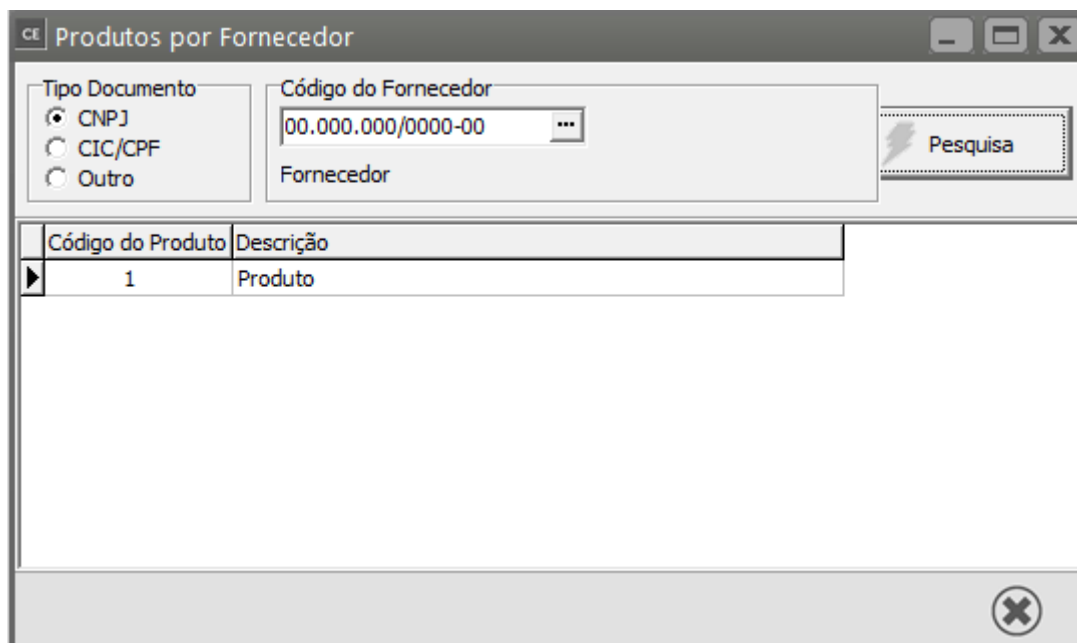 CE Produtos por Fornecedor
Tipo Documento
CNPJ
CIC/CPF
Outro
Código do Fornecedor
00.000.000/0000-00 ...
Fornecedor
Pesquisa
Código do Produto Descrição
1 Produto